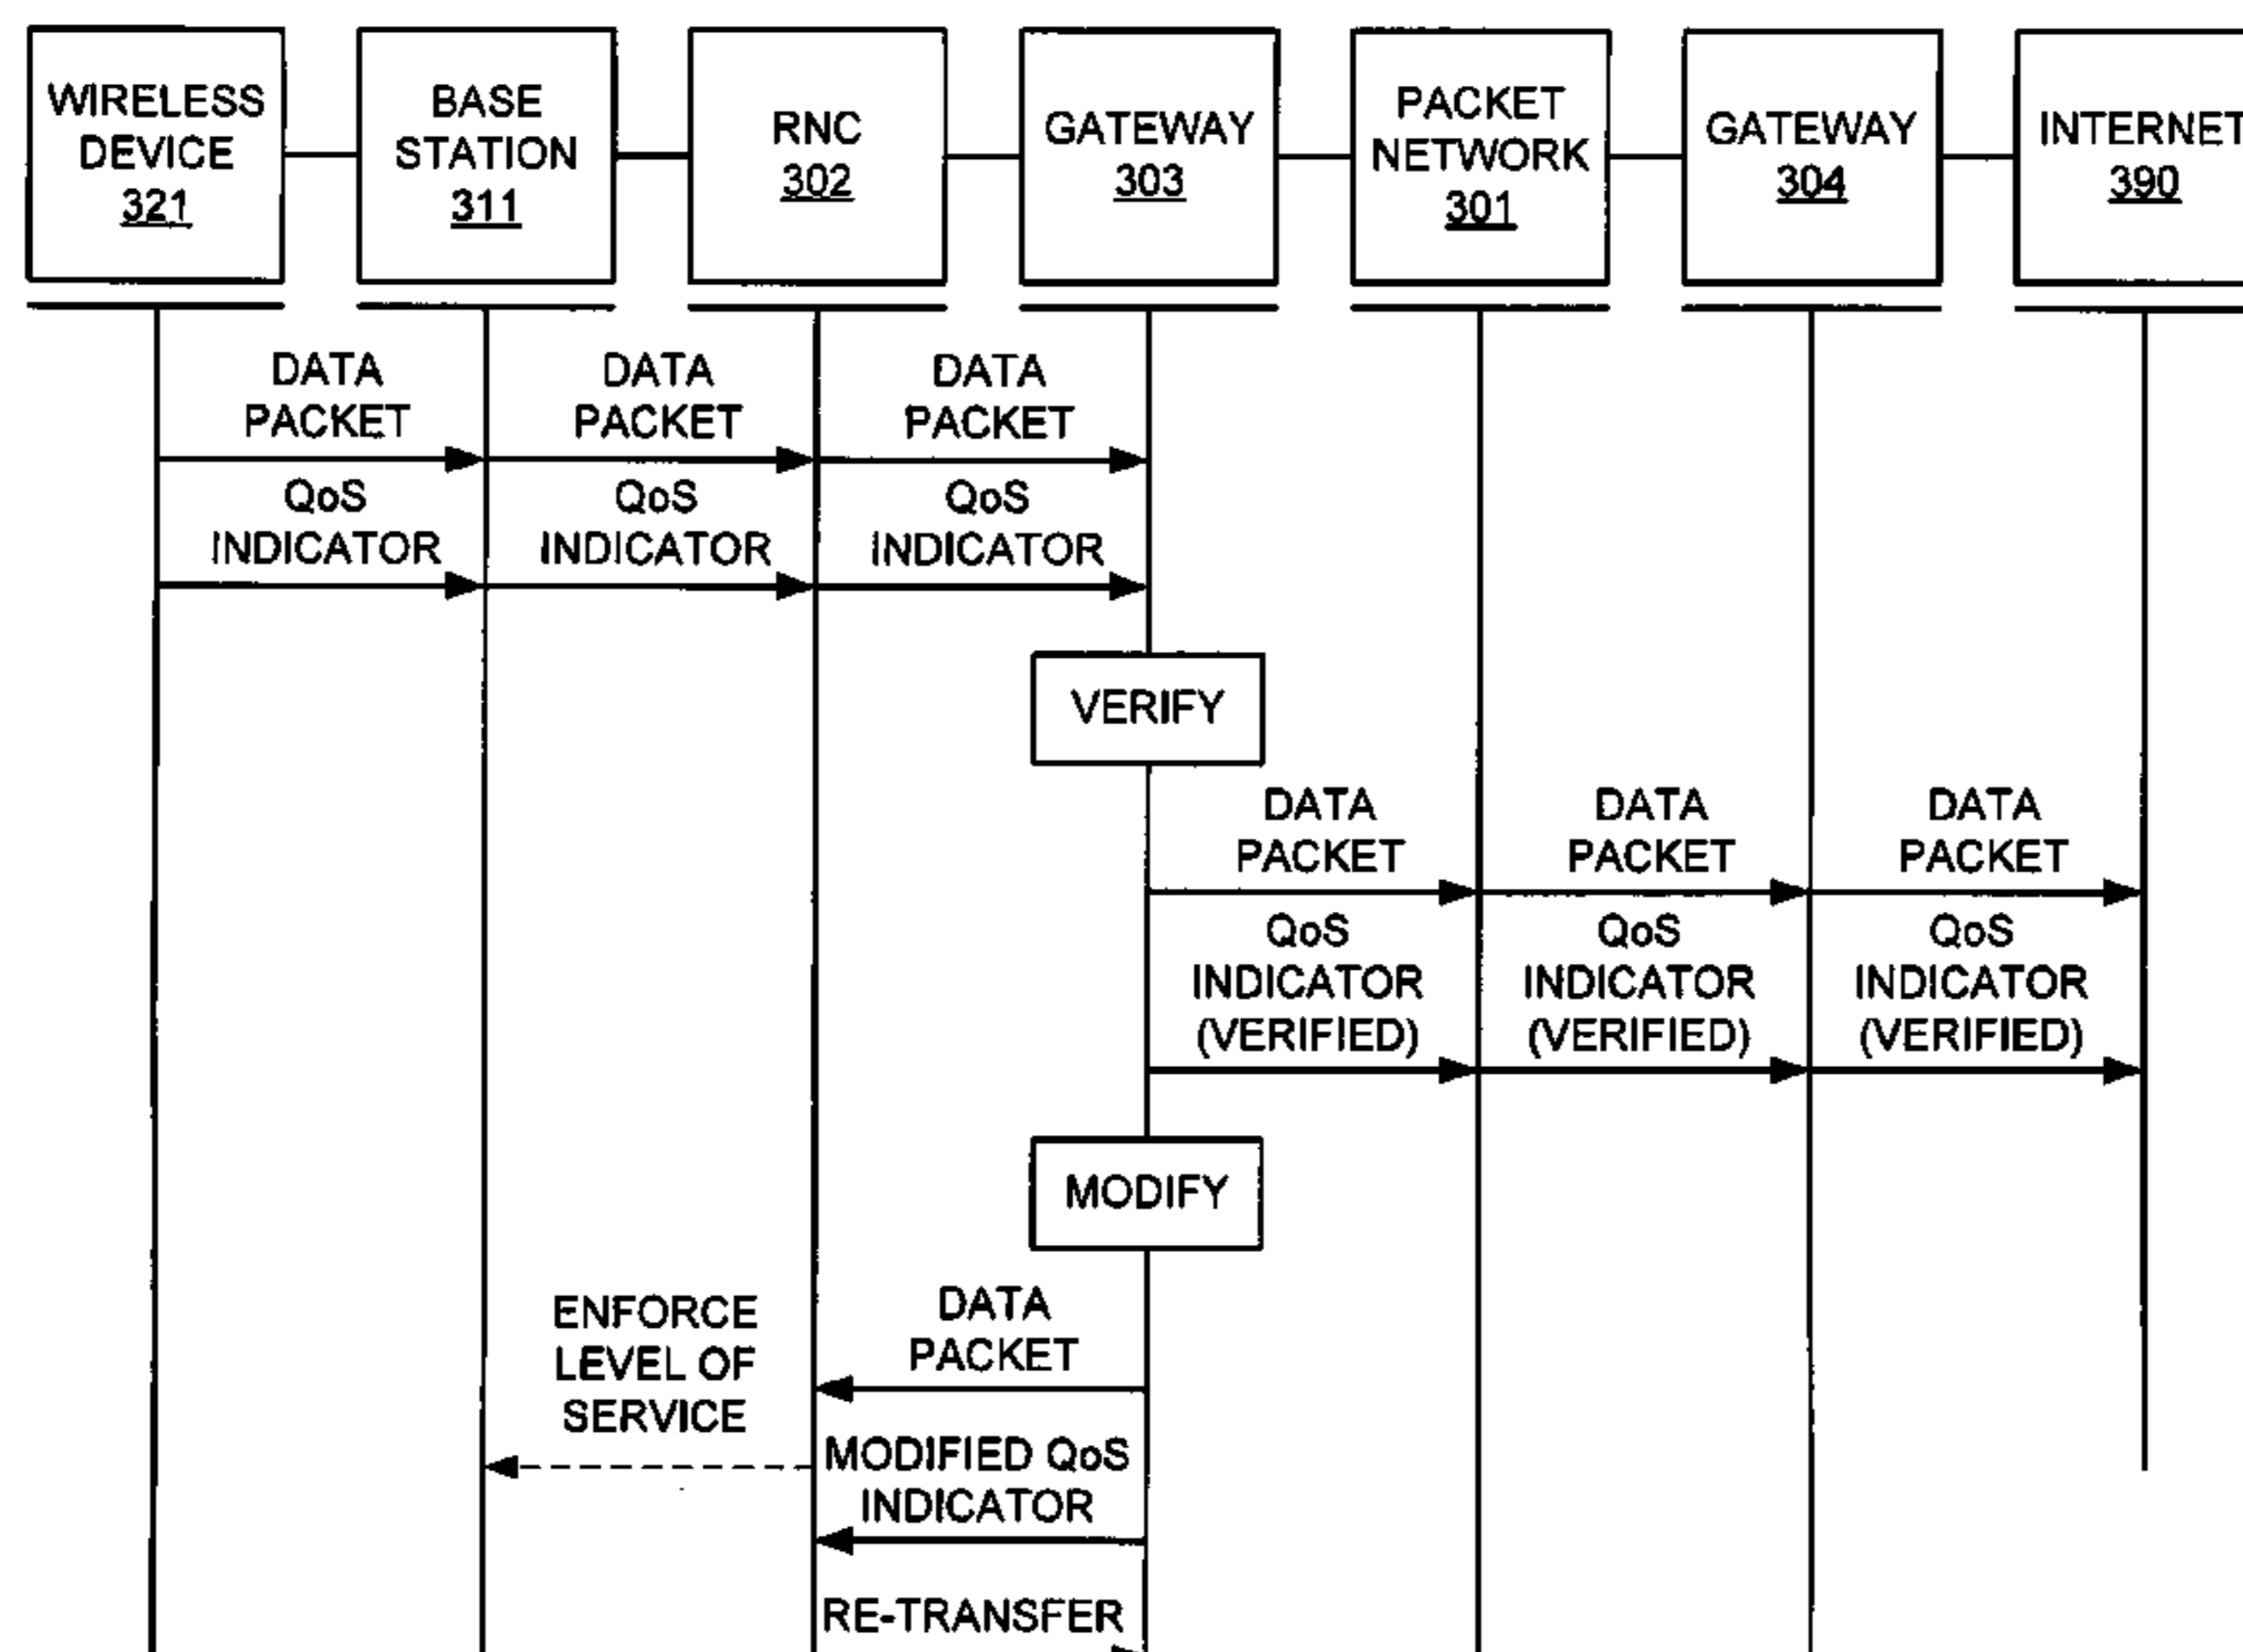 WIRELESS
DEVICE
321
BASE
STATION
311
RNC
302
GATEWAY
303
PACKET
NETWORK
301
GATEWAY
304
INTERNET
390
DATA
PACKET
DATA
PACKET
DATA
PACKET
QoS
INDICATOR
QoS
INDICATOR
QoS
INDICATOR
VERIFY
DATA
PACKET
DATA
PACKET
DATA
PACKET
QoS
INDICATOR
(VERIFIED)
QoS
INDICATOR
(VERIFIED)
QoS
INDICATOR
(VERIFIED)
MODIFY
DATA
PACKET
ENFORCE
LEVEL OF
SERVICE
MODIFIED QoS
INDICATOR
RE-TRANSFER